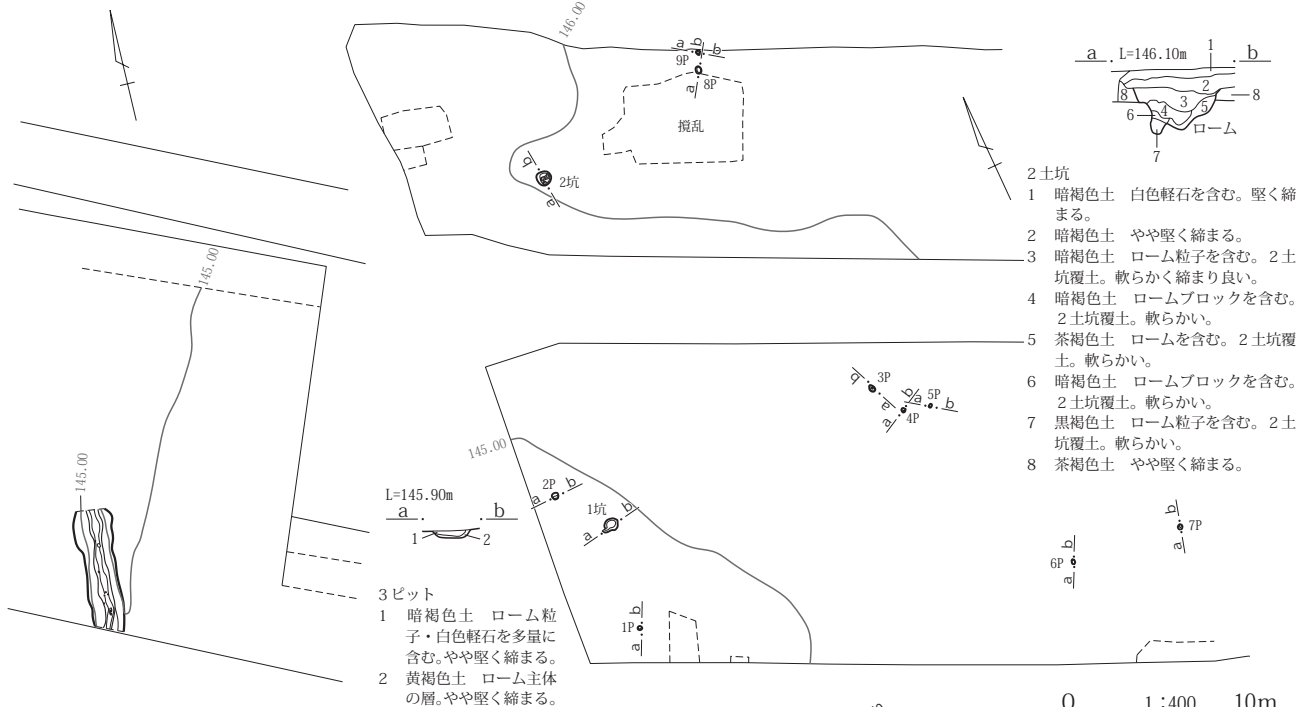 146.00
a
b
b
9P
8P
a
撹乱
b
2坑
a
a
L=146.10m
1
b
2
8
3
8
4
5
6
ローム
7
2土坑
1 暗褐色土 白色軽石を含む。堅く締
まる。
2 暗褐色土 やや堅く締まる。
3 暗褐色土 ローム粒子を含む。2土
坑覆土。軟らかく締まり良い。
4 暗褐色土 ロームブロックを含む。
2土坑覆土。軟らかい。
5 茶褐色土 ロームを含む。2土坑覆
土。軟らかい。
6 暗褐色土 ロームブロックを含む。
2土坑覆土。軟らかい。
7 黒褐色土 ローム粒子を含む。2土
坑覆土。軟らかい。
8 茶褐色土 やや堅く締まる。
145.00
145.00
145.00
b
3P
a
b
a
5P
b
4P
a
2P
a
b
1坑
a
b
b
7P
a
b
6P
a
b
1P
a
L=145.90m
a
b
1
2
3ピット
1 暗褐色土 ローム粒
子・白色軽石を多量に
含む。やや堅く締まる。
2 黄褐色土 ローム主体
の層。やや堅く締まる。
0
1:400
10m